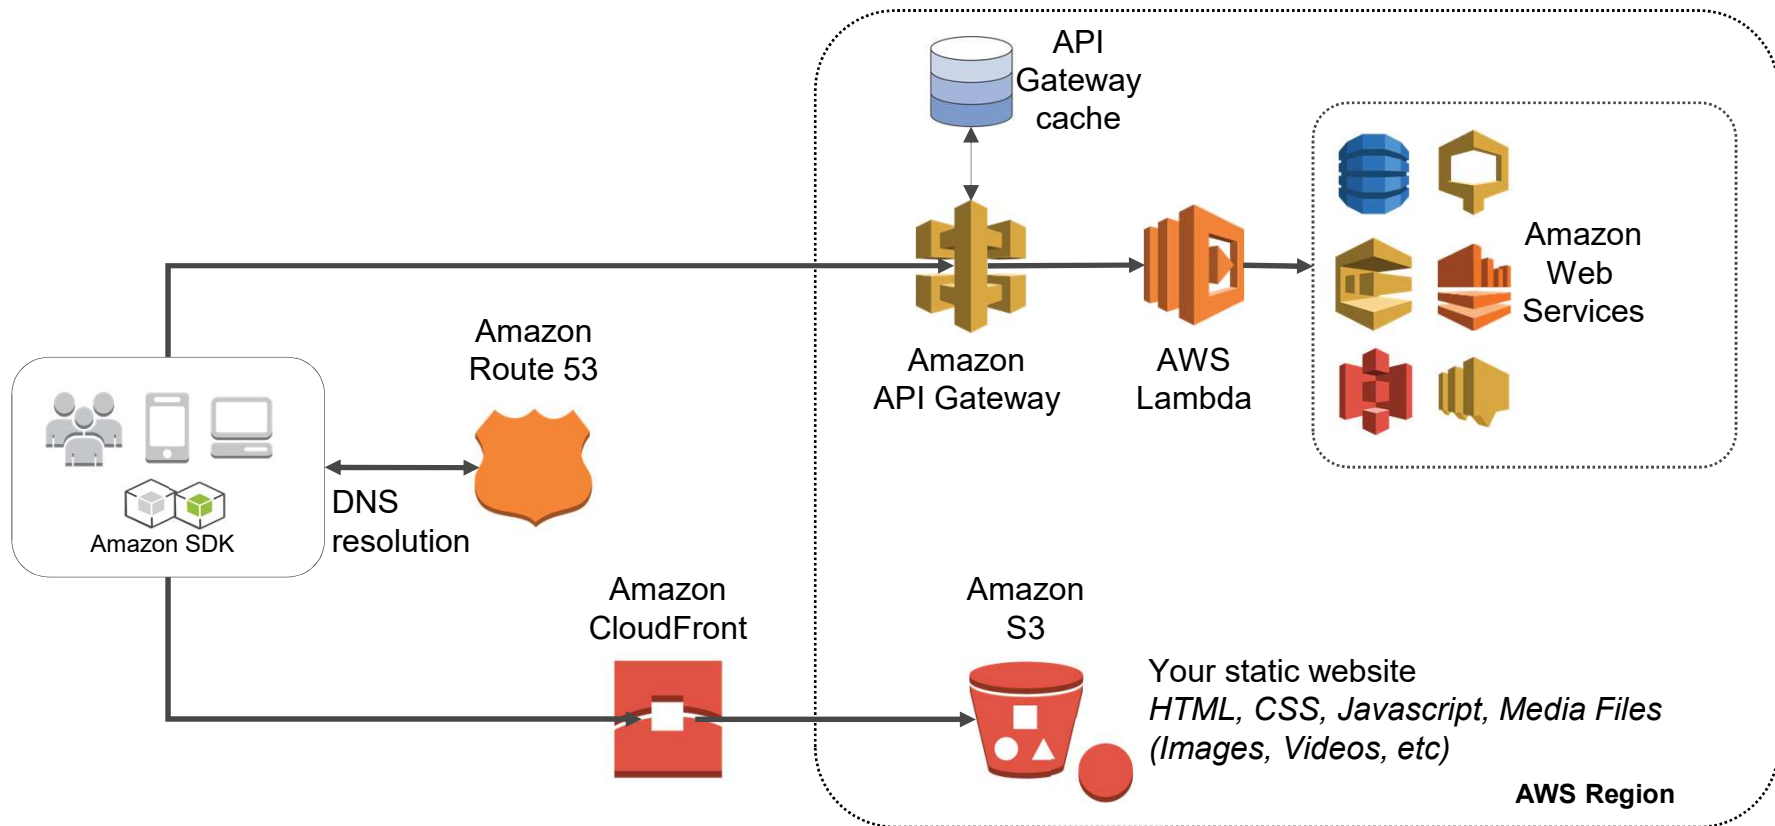 API
Gateway
cache
Amazon
Web
Services
Amazon
API Gateway
AWS
Lambda
Amazon
Route 53
Amazon SDK
DNS
resolution
Amazon
CloudFront
Amazon
S3
Your static website
HTML, CSS, Javascript, Media Files
(Images, Videos, etc)
AWS Region